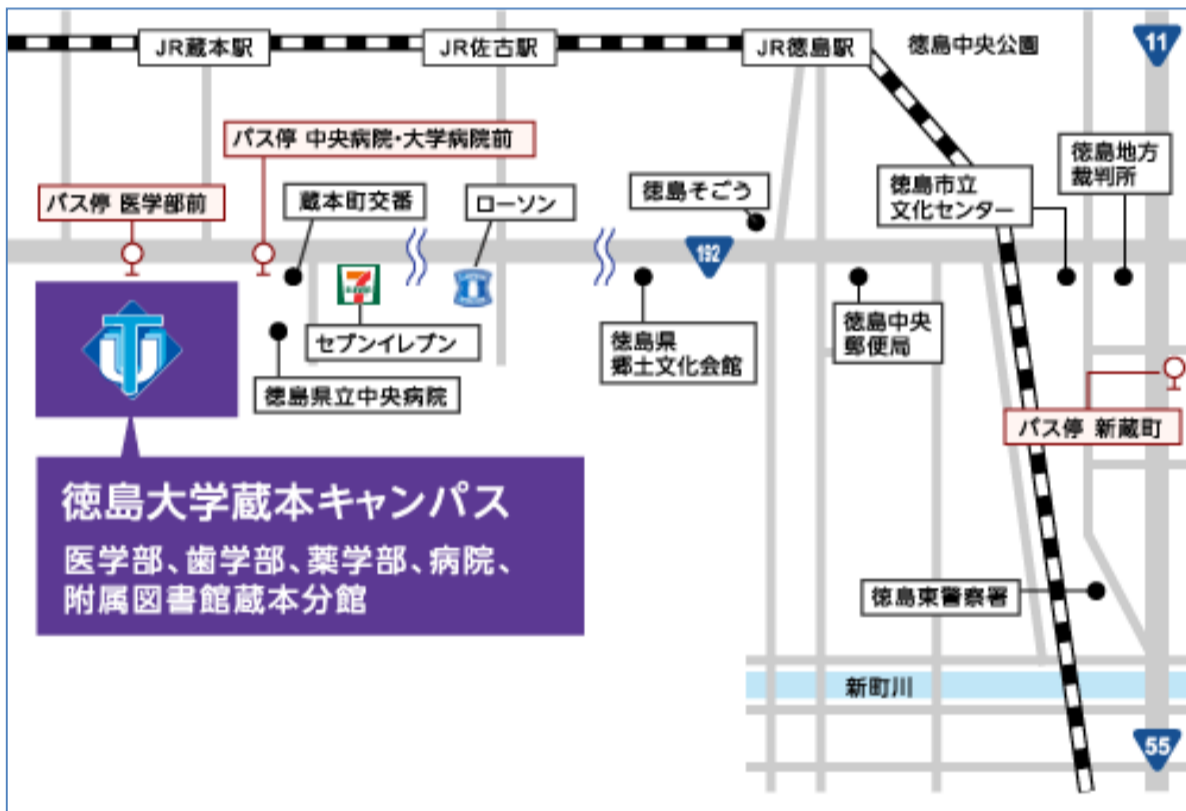 JR蔵本駅
JR佐古駅
JR徳島駅
徳島中央公園
11
バス停 中央病院・大学病院前
徳島地方
裁判所
バス停 医学部前
蔵本町交番
ローソン
徳島そごう
徳島市立
文化センター
192
7
ELEVEN
セブンイレブン
徳島県
郷土文化会館
徳島中央
郵便局
徳島県立中央病院
バス停 新蔵町
徳島大学蔵本キャンパス
医学部、歯学部、薬学部、病院、
附属図書館蔵本分館
徳島東警察署
新町川
55